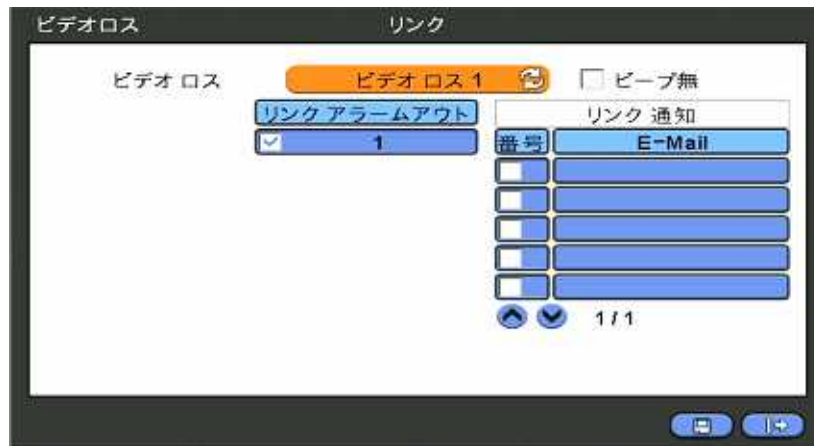 ビデオロス リンク
ビデオ ロス ビデオ ロス 1 ビープ無
リンク アラームアウト リンク 通知
1 番号 E-Mail
1 / 1